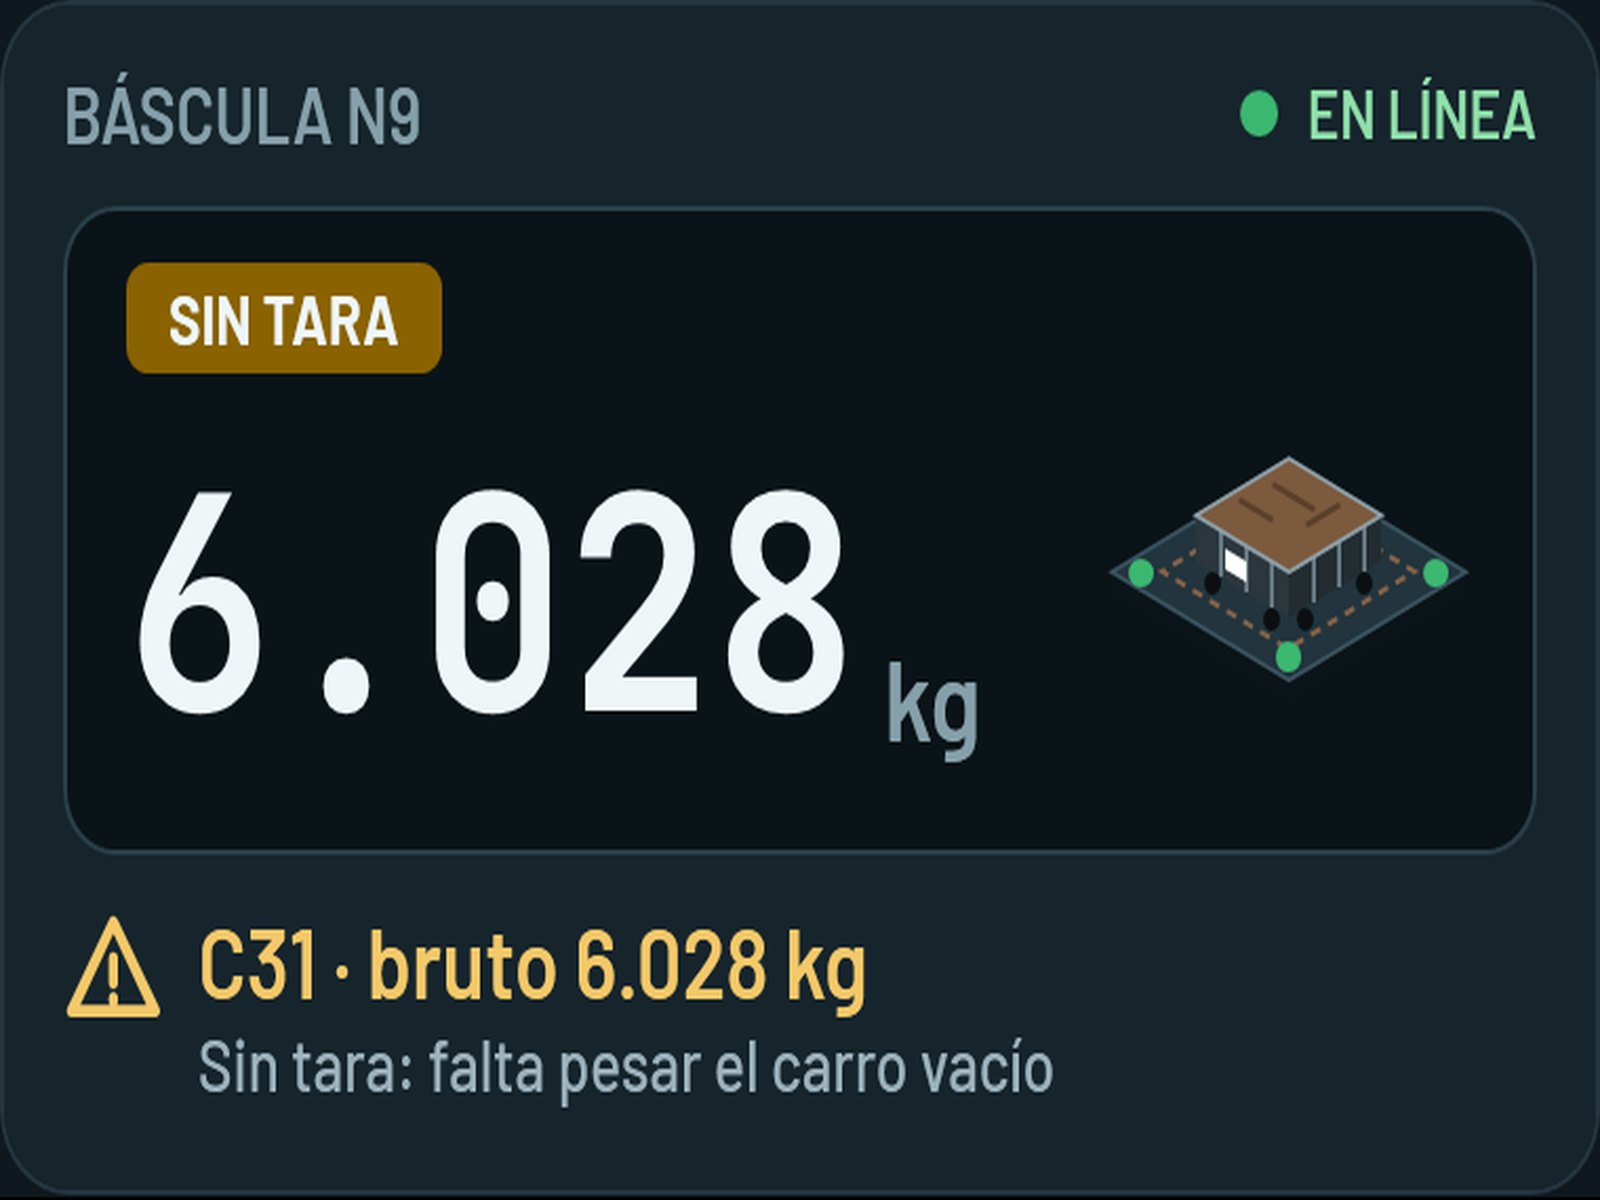 BÁSCULA N9
EN LÍNEA
SIN TARA
6.028 kg
C31 · bruto 6.028 kg
Sin tara: falta pesar el carro vacío